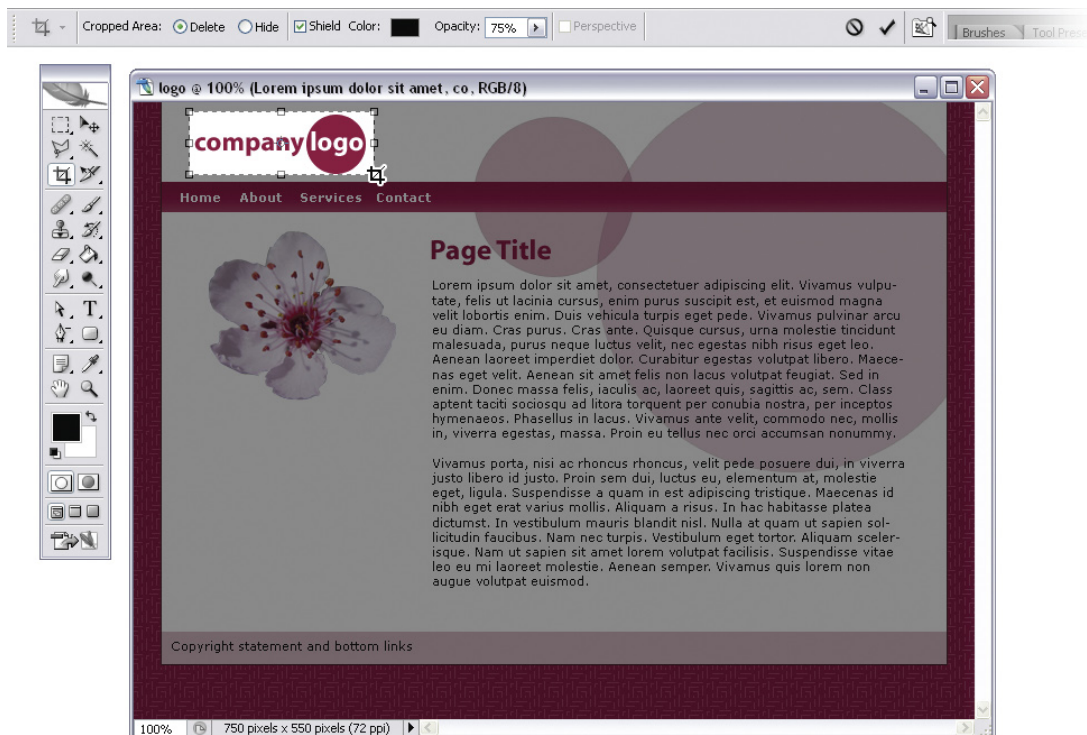 Cropped Area: Delete Hide Shield Color: Opacity: 75% Perspective
Brushes Tool Prese
logo @ 100% (Lorem ipsum dolor sit amet, co, RGB/8)
company logo
Home About Services Contact
Page Title
Lorem ipsum dolor sit amet, consectetuer adipiscing elit. Vivamus vulpu-
tate, felis ut lacinia cursus, enim purus suscipit est, et euismod magna
velit lobortis enim. Duis vehicula turpis eget pede. Vivamus pulvinar arcu
eu diam. Cras purus. Cras ante. Quisque cursus, urna molestie tincidunt
malesuada, purus neque luctus velit, nec egestas nibh risus eget leo.
Aenean laoreet imperdiet dolor. Curabitur egestas volutpat libero. Maece-
nas eget velit. Aenean sit amet felis non lacus volutpat feugiat. Sed in
enim. Donec massa felis, iaculis ac, laoreet quis, sagittis ac, sem. Class
aptent taciti sociosqu ad litora torquent per conubia nostra, per inceptos
hymenaeos. Phasellus in lacus. Vivamus ante velit, commodo nec, mollis
in, viverra egestas, massa. Proin eu tellus nec orci accumsan nonummy.
Vivamus porta, nisi ac rhoncus rhoncus, velit pede posuere dui, in viverra
justo libero id justo. Proin sem dui, luctus eu, elementum at, molestie
eget, ligula. Suspendisse a quam in est adipiscing tristique. Maecenas id
nibh eget erat varius mollis. Aliquam a risus. In hac habitasse platea
dictumst. In vestibulum mauris blandit nisl. Nulla at quam ut sapien sol-
licitudin faucibus. Nam nec turpis. Vestibulum eget tortor. Aliquam sceler-
isque. Nam ut sapien sit amet lorem volutpat facilisis. Suspendisse vitae
leo eu mi laoreet molestie. Aenean semper. Vivamus quis lorem non
augue volutpat euismod.
Copyright statement and bottom links
100% 750 pixels x 550 pixels (72 ppi)